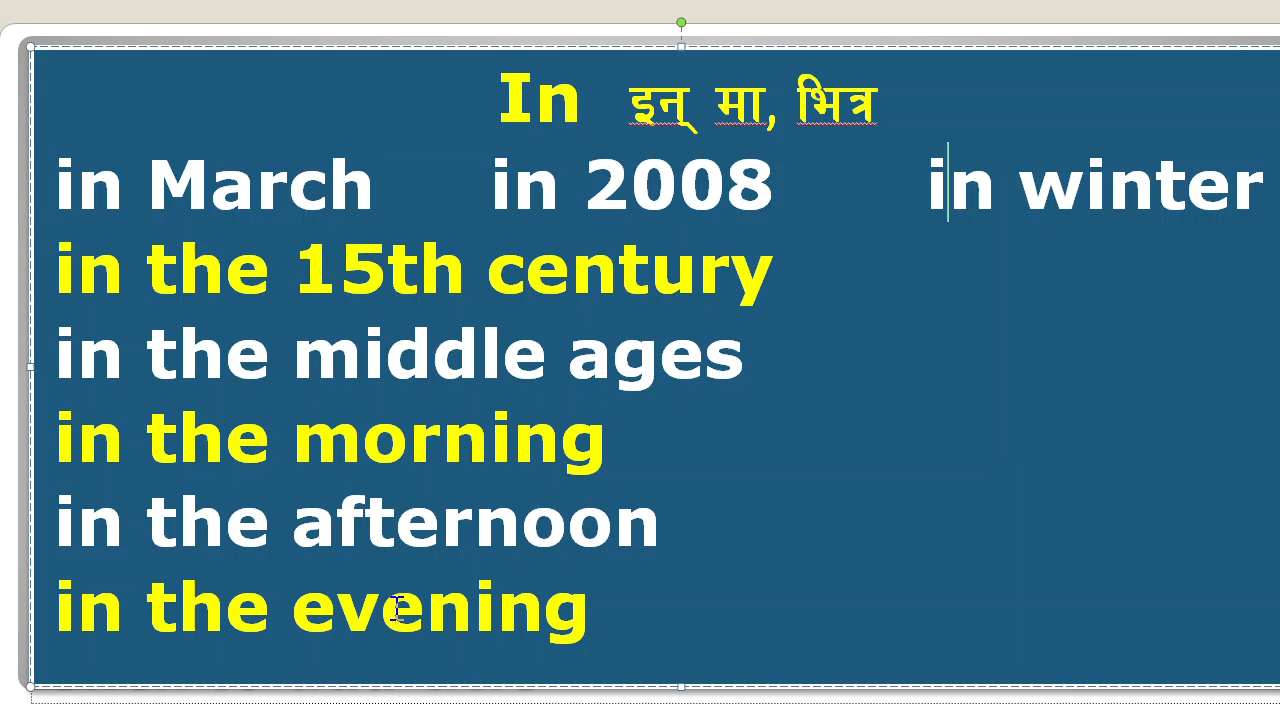 In इन् मा, भित्र
in March in 2008 in winter
in the 15th century
in the middle ages
in the morning
in the afternoon
in the evening